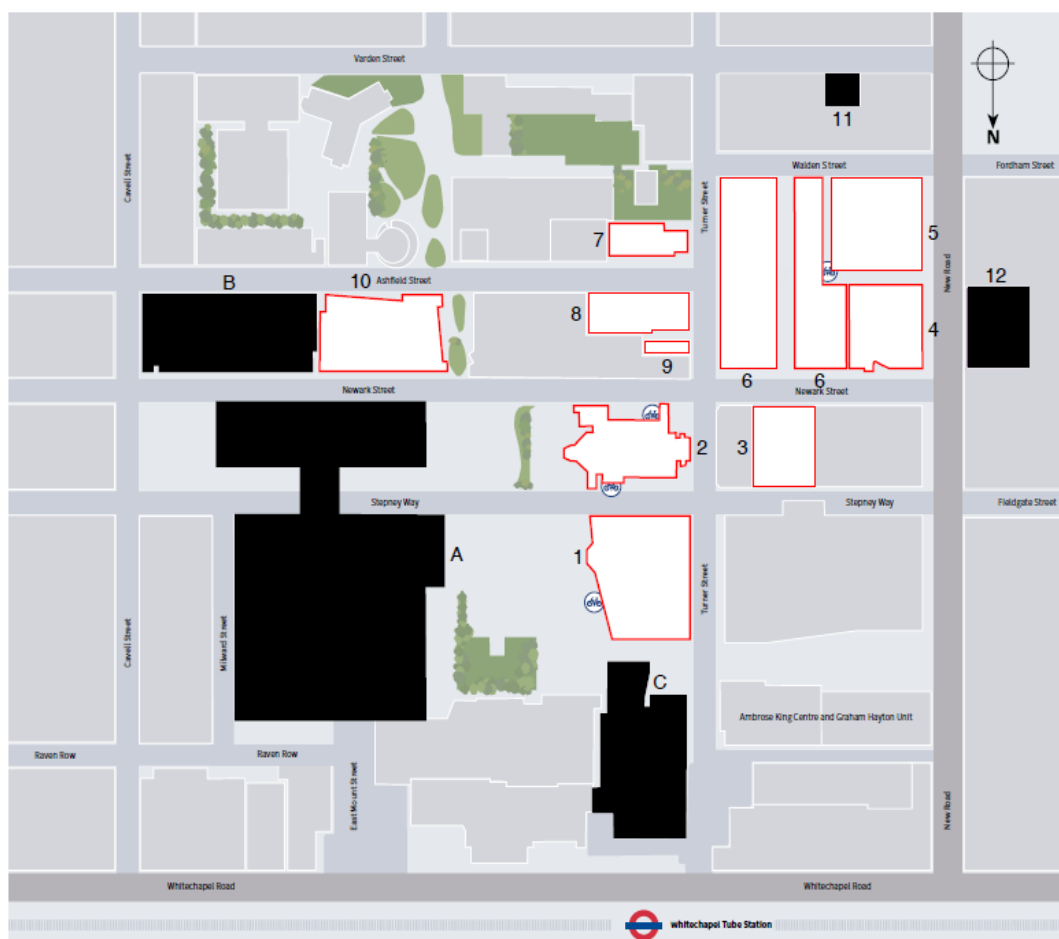 Varden Street
N
11
Cavell Street
Walden Street
Fordham Street
Turner Street
7
5
New Road
B
10
Ashfield Street
12
8
4
9
6
6
Newark Street
Newark Street
2
3
Stepney Way
Stepney Way
Fieldgate Street
1
A
Turner Street
Cavell Street
Milward Street
C
Ambrose King Centre and Graham Hayton Unit
Raven Row
Raven Row
East Mount Street
New Road
Whitechapel Road
Whitechapel Road
whitechapel Tube Station